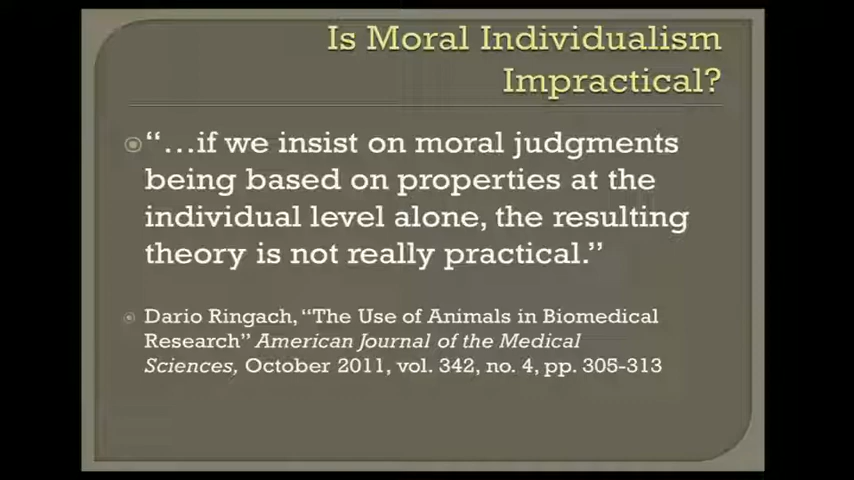 Is Moral Individualism
Impractical?
“…if we insist on moral judgments
being based on properties at the
individual level alone, the resulting
theory is not really practical.”
Dario Ringach, “The Use of Animals in Biomedical
Research” American Journal of the Medical
Sciences, October 2011, vol. 342, no. 4, pp. 305-313